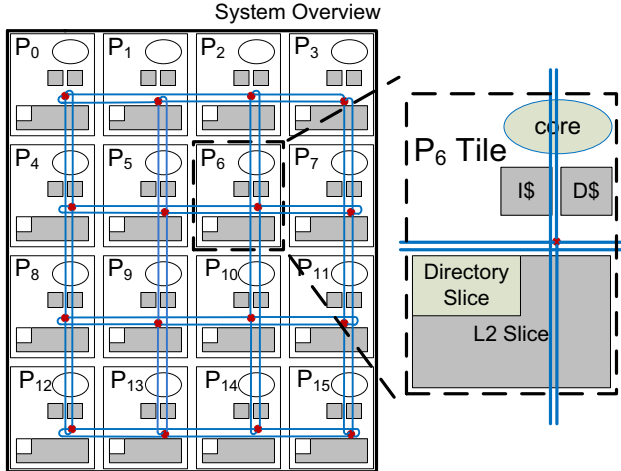 System Overview
P0 P1 P2 P3
P4 P5 P6 P7
P8 P9 P10 P11
P12 P13 P14 P15
core
P6 Tile
I$ D$
Directory
Slice
L2 Slice